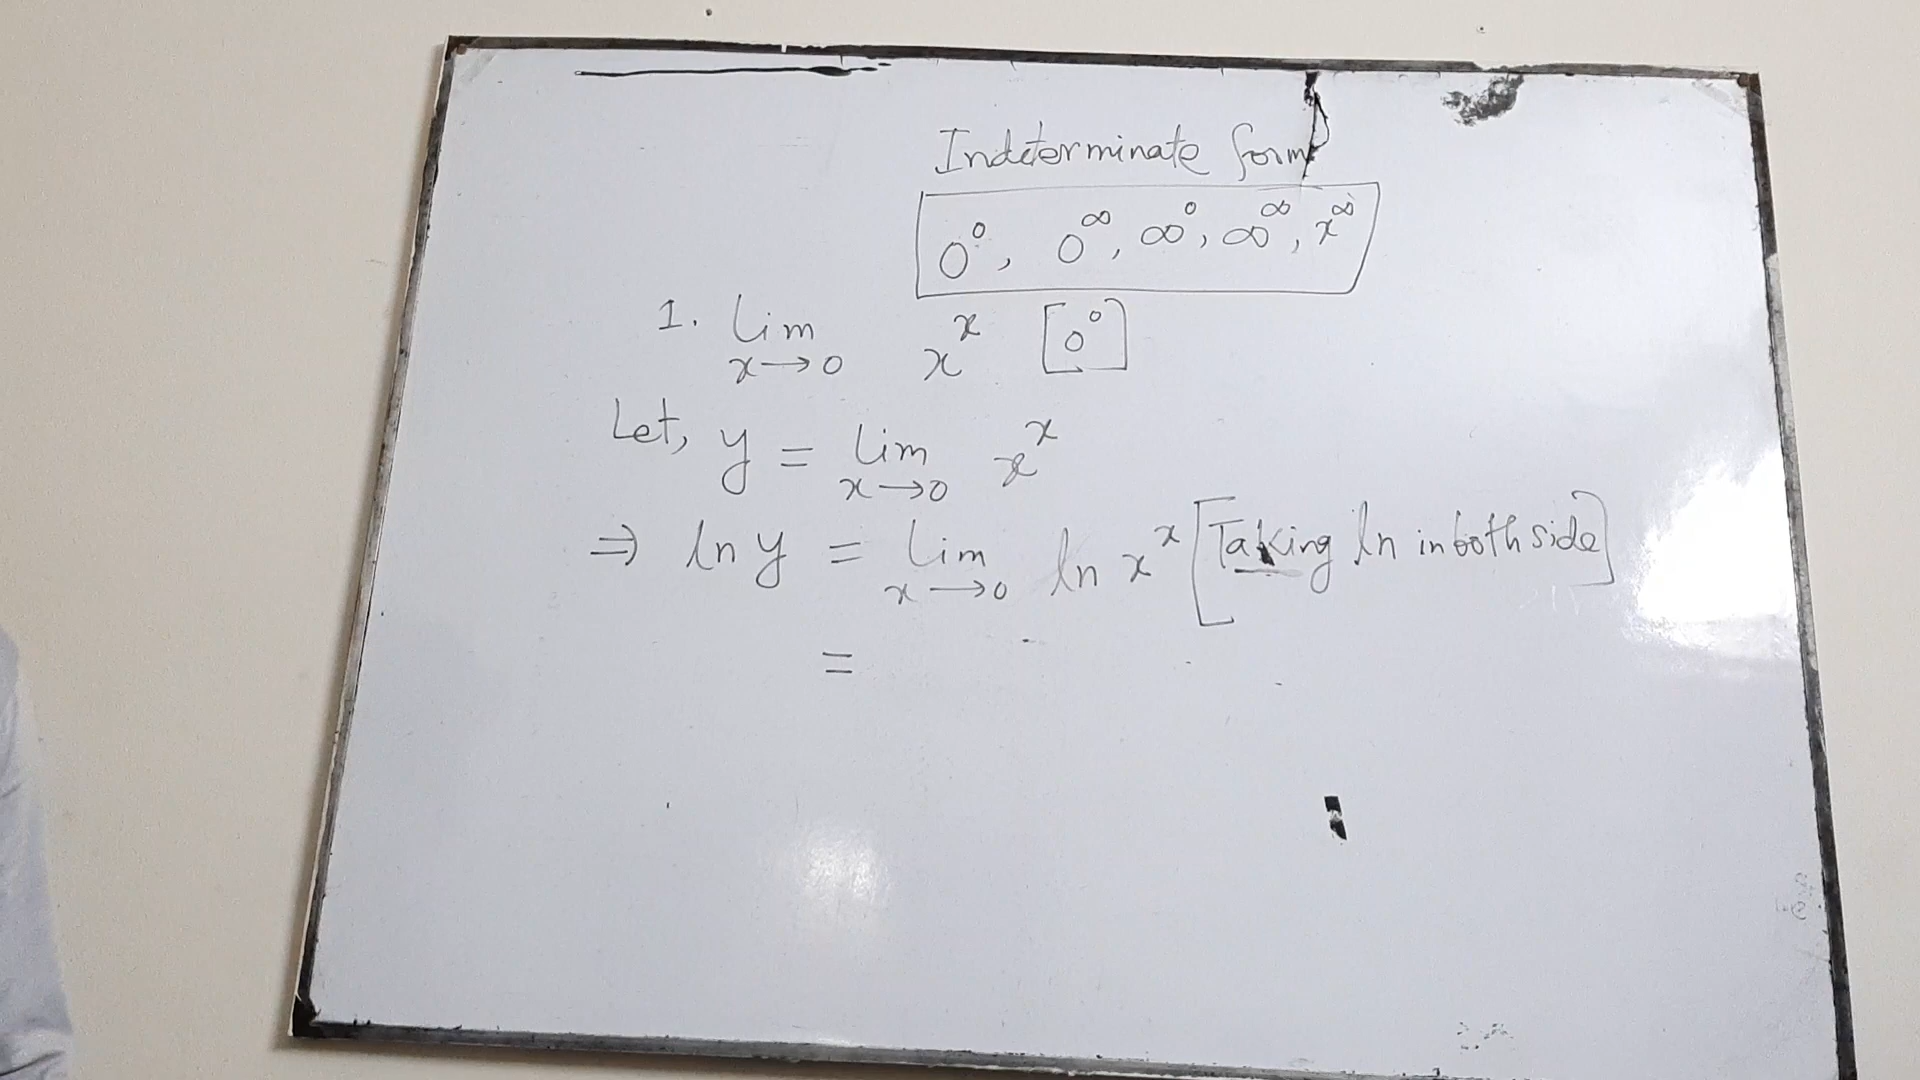 Indeterminate form
0⁰, 0^∞, ∞⁰, ∞^∞, x^∞
1. lim x→0 x^x [0⁰]
Let, y = lim x→0 x^x
⇒ ln y = lim x→0 ln x^x [Taking ln in both side]
=